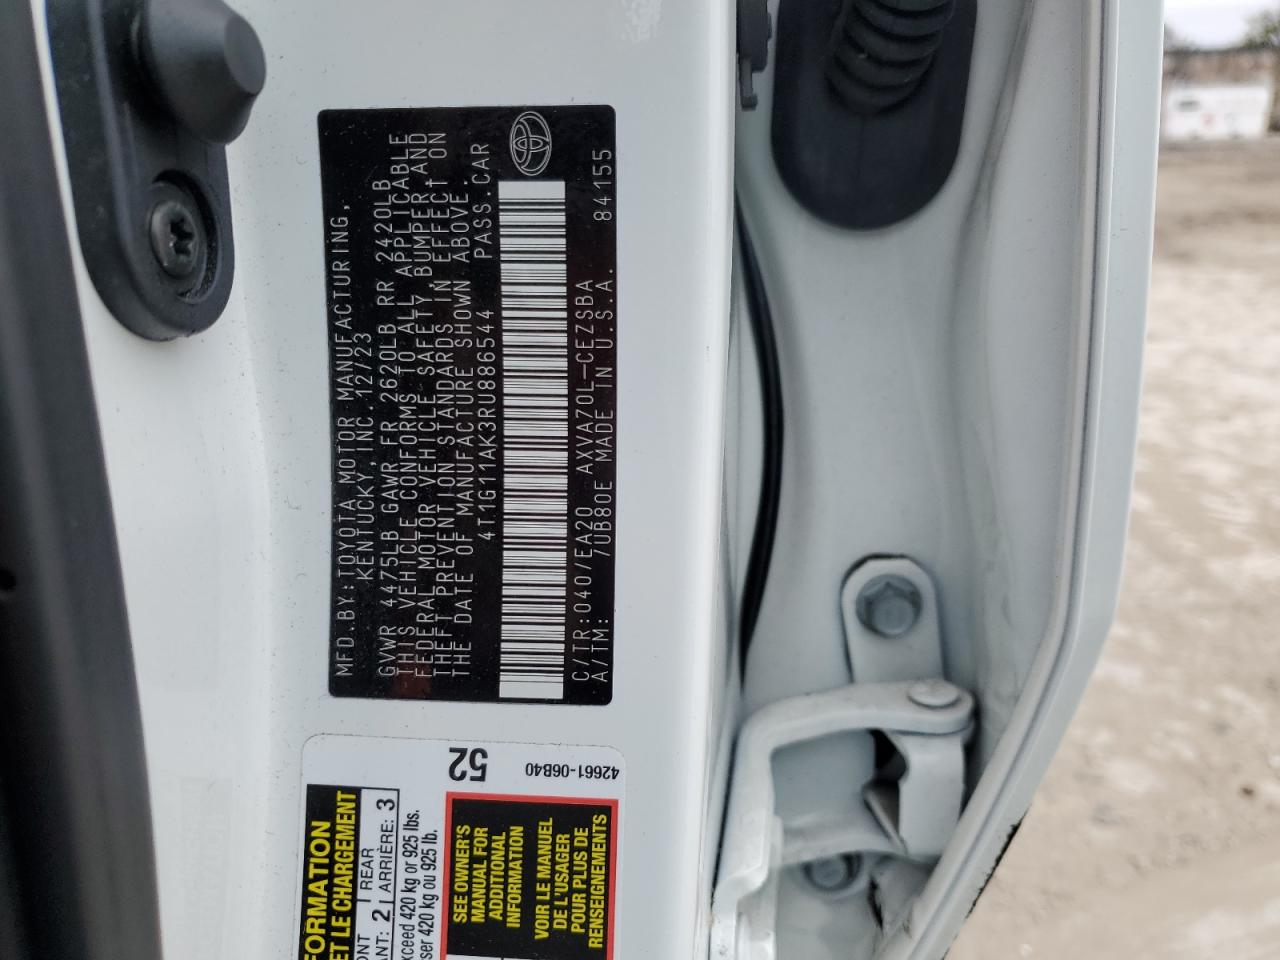 MFD.BY:TOYOTA MOTOR MANUFACTURING,
KENTUCKY, INC. 12/23
GVWR 4475LB GAWR FR 2620LB RR 2420LB
THIS VEHICLE CONFORMS TO ALL APPLICABLE
FEDERAL MOTOR VEHICLE SAFETY, BUMPER, AND
THEFT PREVENTION STANDARDS IN EFFECT ON
THE DATE OF MANUFACTURE SHOWN ABOVE.
4T1G11AK3RU886544 PASS.CAR
C/TR:040/EA20 AXVA70L-CEZSBA 84155
A/TM: 7UB80E MADE IN U.S.A.
52
42661-06B40
FORMATION
ET LE CHARGEMENT
ONT 2 REAR 3
ANT: ARRIÈRE:
xceed 420 kg or 925 lbs.
ser 420 kg ou 925 lb.
SEE OWNER'S
MANUAL FOR
ADDITIONAL
INFORMATION
VOIR LE MANUEL
DE L'USAGER
POUR PLUS DE
RENSEIGNEMENTS